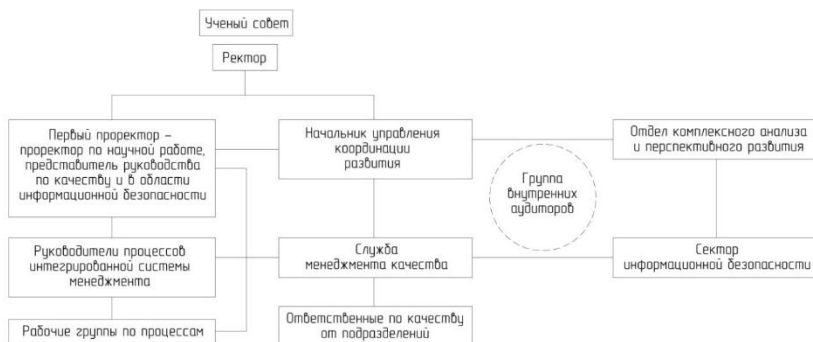 Ученый совет
Ректор
Первый проректор –
проректор по научной работе,
представитель руководства
по качеству и в области
информационной безопасности
Начальник управления
координации
развития
Отдел комплексного анализа
и перспективного развития
Группа
внутренних
аудиторов
Руководители процессов
интегрированной системы
менеджмента
Служба
менеджмента качества
Сектор
информационной безопасности
Рабочие группы по процессам
Ответственные по качеству
от подразделений